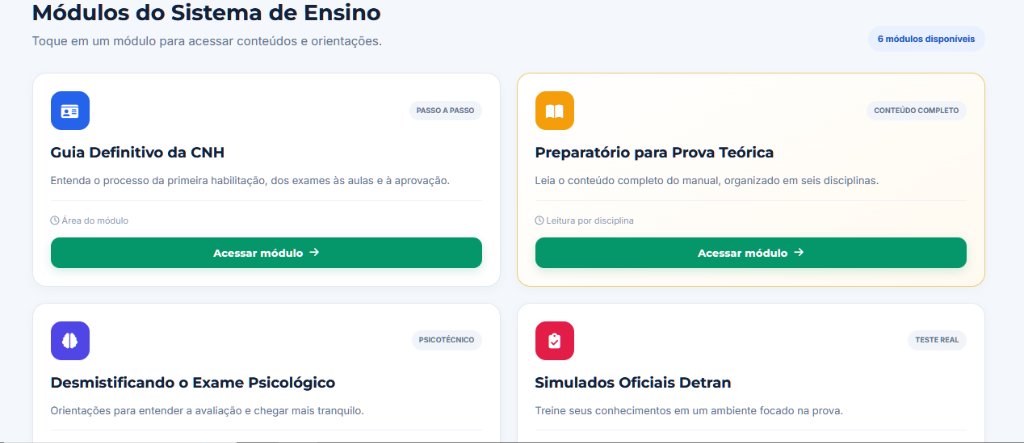 Módulos do Sistema de Ensino
Toque em um módulo para acessar conteúdos e orientações.
6 módulos disponíveis
PASSO A PASSO
Guia Definitivo da CNH
Entenda o processo da primeira habilitação, dos exames às aulas e à aprovação.
Área do módulo
Acessar módulo →
CONTEÚDO COMPLETO
Preparatório para Prova Teórica
Leia o conteúdo completo do manual, organizado em seis disciplinas.
Leitura por disciplina
Acessar módulo →
PSICOTÉCNICO
Desmistificando o Exame Psicológico
Orientações para entender a avaliação e chegar mais tranquilo.
TESTE REAL
Simulados Oficiais Detran
Treine seus conhecimentos em um ambiente focado na prova.